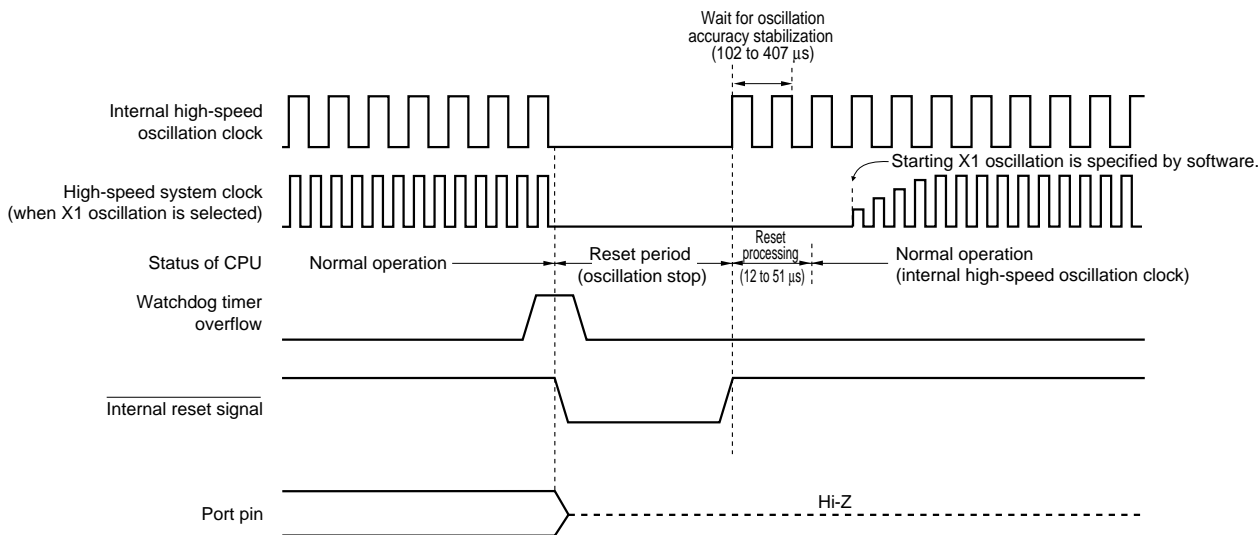 Wait for oscillation
accuracy stabilization
(102 to 407 μs)
Internal high-speed
oscillation clock
Starting X1 oscillation is specified by software.
High-speed system clock
(when X1 oscillation is selected)
Status of CPU
Normal operation
Reset period
(oscillation stop)
Reset
processing
(12 to 51 μs)
Normal operation
(internal high-speed oscillation clock)
Watchdog timer
overflow
Internal reset signal
Port pin
Hi-Z